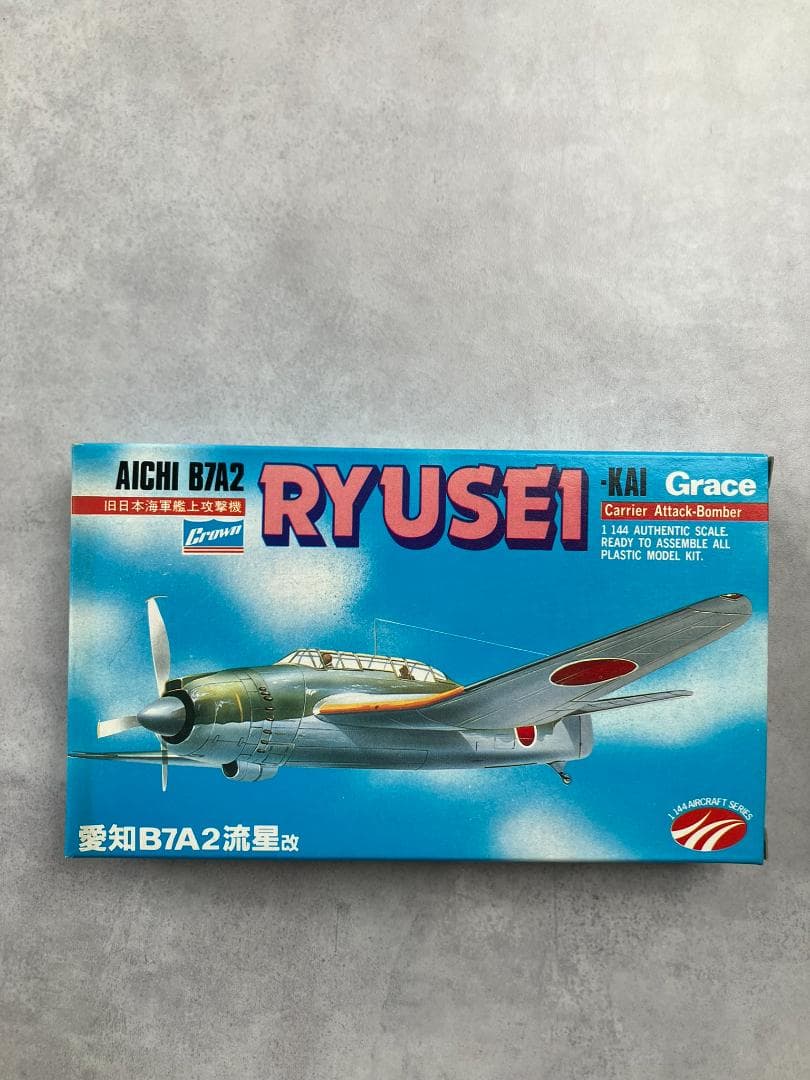 AICHI B7A2
RYUSEI
-KAI Grace
旧日本海軍艦上攻撃機
Crown
Carrier Attack-Bomber
1 144 AUTHENTIC SCALE.
READY TO ASSEMBLE ALL
PLASTIC MODEL KIT.
1 144 AIRCRAFT SERIES
愛知B7A2流星改